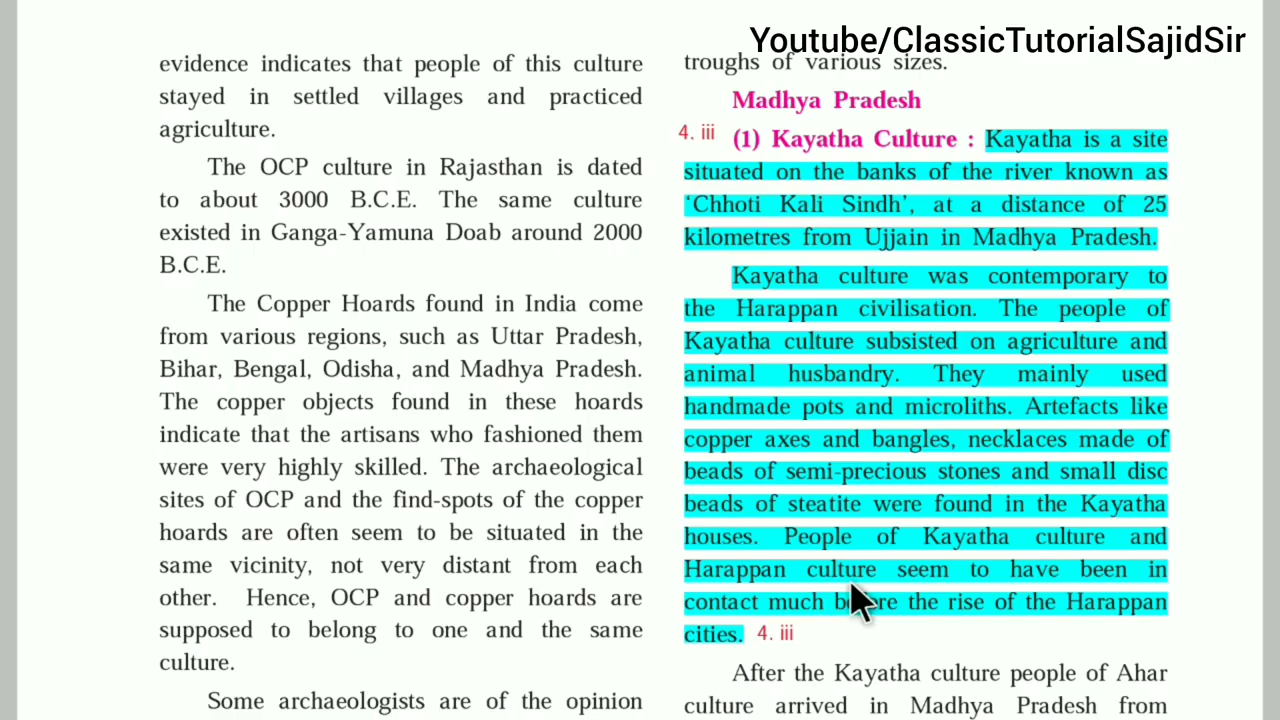 Youtube/ClassicTutorialSajidSir
evidence indicates that people of this culture
stayed in settled villages and practiced
agriculture.
The OCP culture in Rajasthan is dated
to about 3000 B.C.E. The same culture
existed in Ganga-Yamuna Doab around 2000
B.C.E.
The Copper Hoards found in India come
from various regions, such as Uttar Pradesh,
Bihar, Bengal, Odisha, and Madhya Pradesh.
The copper objects found in these hoards
indicate that the artisans who fashioned them
were very highly skilled. The archaeological
sites of OCP and the find-spots of the copper
hoards are often seem to be situated in the
same vicinity, not very distant from each
other. Hence, OCP and copper hoards are
supposed to belong to one and the same
culture.
Some archaeologists are of the opinion
troughs of various sizes.
Madhya Pradesh
4. iii (1) Kayatha Culture : Kayatha is a site
situated on the banks of the river known as
‘Chhoti Kali Sindh’, at a distance of 25
kilometres from Ujjain in Madhya Pradesh.
Kayatha culture was contemporary to
the Harappan civilisation. The people of
Kayatha culture subsisted on agriculture and
animal husbandry. They mainly used
handmade pots and microliths. Artefacts like
copper axes and bangles, necklaces made of
beads of semi-precious stones and small disc
beads of steatite were found in the Kayatha
houses. People of Kayatha culture and
Harappan culture seem to have been in
contact much before the rise of the Harappan
cities. 4. iii
After the Kayatha culture people of Ahar
culture arrived in Madhya Pradesh from